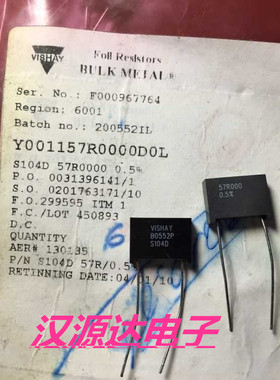 VISHAY
Foil Resistors
BULK METAL®
Ser. No.: F000967764
Region: 6001
Batch no.: 200552IL
Y001157R0000D0L
S104D 57R0000 0.5%
P.O. 0031396141/1
S.O. 0201763171/10
F.O.299595 ITM 1
F.C./LOT 450893
D.C.
QUANTITY
AER# 130135
P/N S104D 57R/0.5%
RETINNING DATE:04/01/10
6
VISHAY
B0552P
S104D
57R000
0.5%
汉源达电子